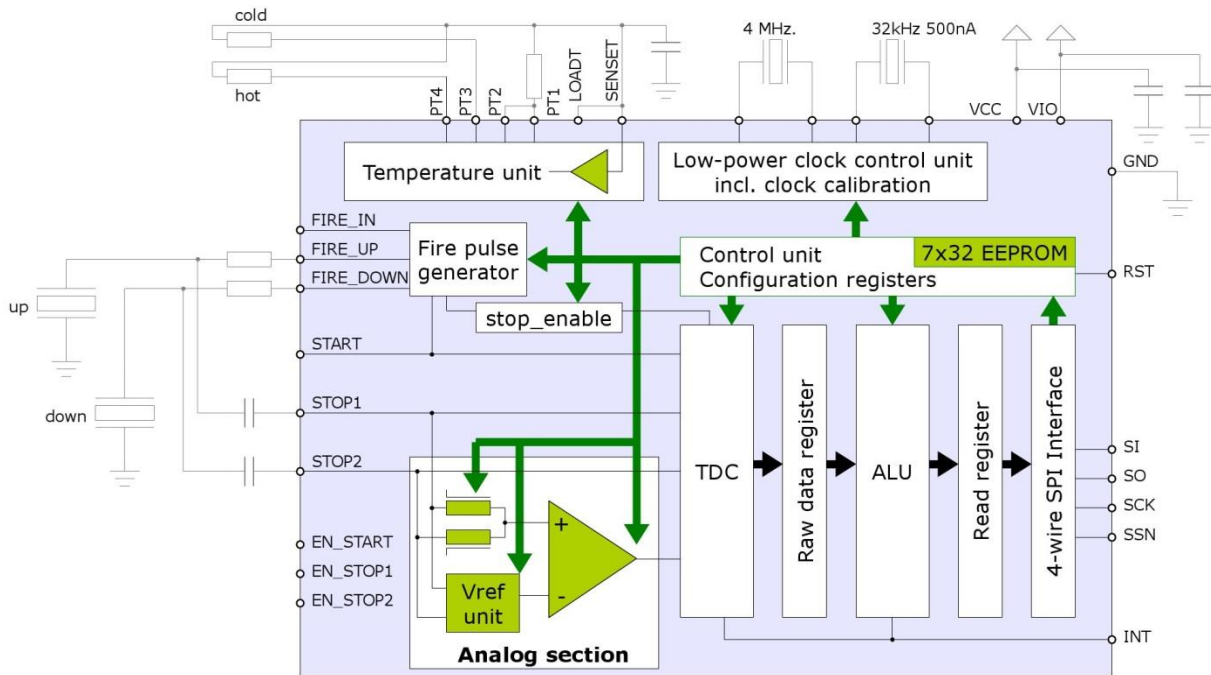 cold
4 MHz.
32kHz 500nA
hot
PT4
PT3
PT2
PT1
LOADT
SENSET
VCC
VIO
GND
Temperature unit
Low-power clock control unit
incl. clock calibration
FIRE_IN
FIRE_UP
FIRE_DOWN
Fire pulse
generator
Control unit
Configuration registers
7x32 EEPROM
RST
up
stop_enable
START
down
STOP1
STOP2
TDC
Raw data register
ALU
Read register
4-wire SPI Interface
SI
SO
SCK
SSN
+
-
EN_START
EN_STOP1
EN_STOP2
Vref
unit
Analog section
INT